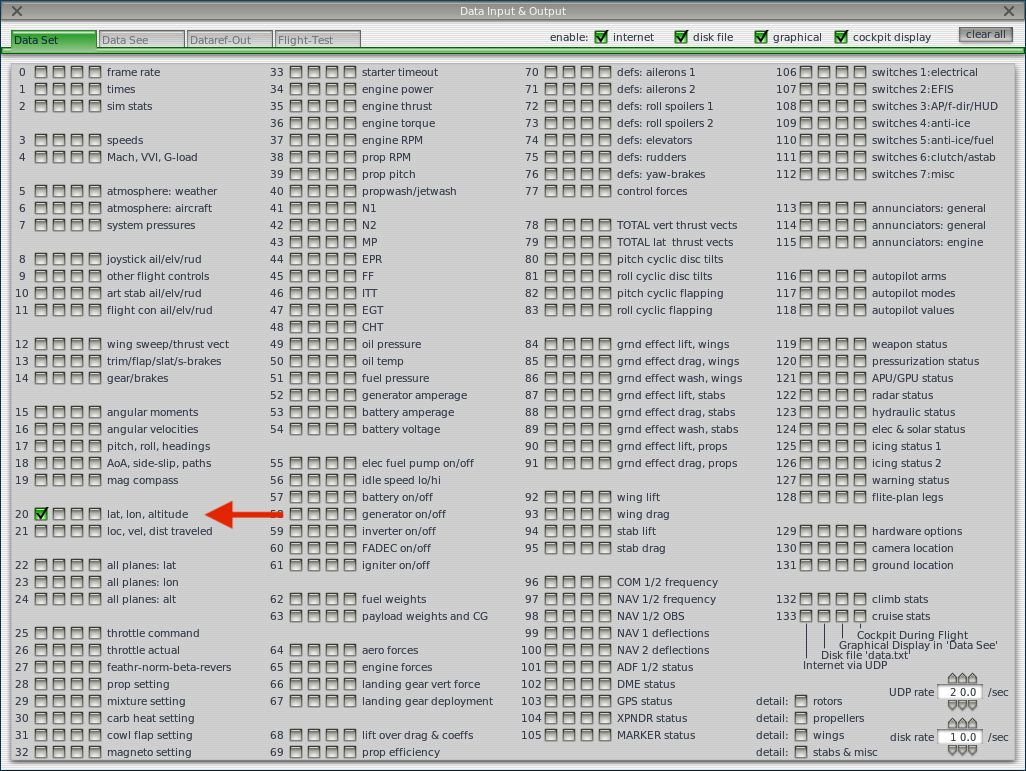 Data Input & Output
Data Set
Data See
Dataref-Out
Flight-Test
enable: internet disk file graphical cockpit display clear all
0 frame rate
1 times
2 sim stats
3 speeds
4 Mach, VVI, G-load
5 atmosphere: weather
6 atmosphere: aircraft
7 system pressures
8 joystick ail/elv/rud
9 other flight controls
10 art stab ail/elv/rud
11 flight con ail/elv/rud
12 wing sweep/thrust vect
13 trim/flap/slat/s-brakes
14 gear/brakes
15 angular moments
16 angular velocities
17 pitch, roll, headings
18 AoA, side-slip, paths
19 mag compass
20 lat, lon, altitude
21 loc, vel, dist traveled
22 all planes: lat
23 all planes: lon
24 all planes: alt
25 throttle command
26 throttle actual
27 feathr-norm-beta-revers
28 prop setting
29 mixture setting
30 carb heat setting
31 cowl flap setting
32 magneto setting
33 starter timeout
34 engine power
35 engine thrust
36 engine torque
37 engine RPM
38 prop RPM
39 prop pitch
40 propwash/jetwash
41 N1
42 N2
43 MP
44 EPR
45 FF
46 ITT
47 EGT
48 CHT
49 oil pressure
50 oil temp
51 fuel pressure
52 generator amperage
53 battery amperage
54 battery voltage
55 elec fuel pump on/off
56 idle speed lo/hi
57 battery on/off
58 generator on/off
59 inverter on/off
60 FADEC on/off
61 igniter on/off
62 fuel weights
63 payload weights and CG
64 aero forces
65 engine forces
66 landing gear vert force
67 landing gear deployment
68 lift over drag & coeffs
69 prop efficiency
70 defs: ailerons 1
71 defs: ailerons 2
72 defs: roll spoilers 1
73 defs: roll spoilers 2
74 defs: elevators
75 defs: rudders
76 defs: yaw-brakes
77 control forces
78 TOTAL vert thrust vects
79 TOTAL lat thrust vects
80 pitch cyclic disc tilts
81 roll cyclic disc tilts
82 pitch cyclic flapping
83 roll cyclic flapping
84 grnd effect lift, wings
85 grnd effect drag, wings
86 grnd effect wash, wings
87 grnd effect lift, stabs
88 grnd effect drag, stabs
89 grnd effect wash, stabs
90 grnd effect lift, props
91 grnd effect drag, props
92 wing lift
93 wing drag
94 stab lift
95 stab drag
96 COM 1/2 frequency
97 NAV 1/2 frequency
98 NAV 1/2 OBS
99 NAV 1 deflections
100 NAV 2 deflections
101 ADF 1/2 status
102 DME status
103 GPS status
104 XPNDR status
105 MARKER status
106 switches 1:electrical
107 switches 2:EFIS
108 switches 3:AP/f-dir/HUD
109 switches 4:anti-ice
110 switches 5:anti-ice/fuel
111 switches 6:clutch/astab
112 switches 7:misc
113 annunciators: general
114 annunciators: general
115 annunciators: engine
116 autopilot arms
117 autopilot modes
118 autopilot values
119 weapon status
120 pressurization status
121 APU/GPU status
122 radar status
123 hydraulic status
124 elec & solar status
125 icing status 1
126 icing status 2
127 warning status
128 flite-plan legs
129 hardware options
130 camera location
131 ground location
132 climb stats
133 cruise stats
Cockpit During Flight
Graphical Display in 'Data See'
Disk file 'data.txt'
Internet via UDP
UDP rate 2 0.0 /sec
detail: rotors
detail: propellers
detail: wings
disk rate 1 0.0 /sec
detail: stabs & misc